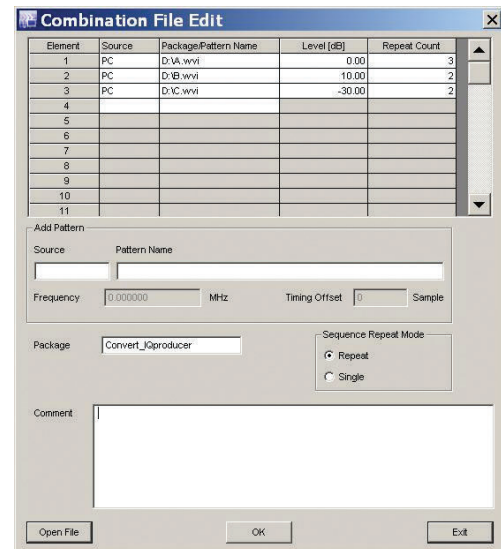 Combination File Edit
Element Source Package/Pattern Name Level [dB] Repeat Count
1 PC D:\A.wvi 0.00 3
2 PC D:\B.wvi 10.00 2
3 PC D:\C.wvi -30.00 2
4
5
6
7
8
9
10
11
Add Pattern
Source Pattern Name
Frequency 0.000000 MHz Timing Offset 0 Sample
Package Convert_IQproducer
Sequence Repeat Mode
Repeat
Single
Comment
Open File OK Exit